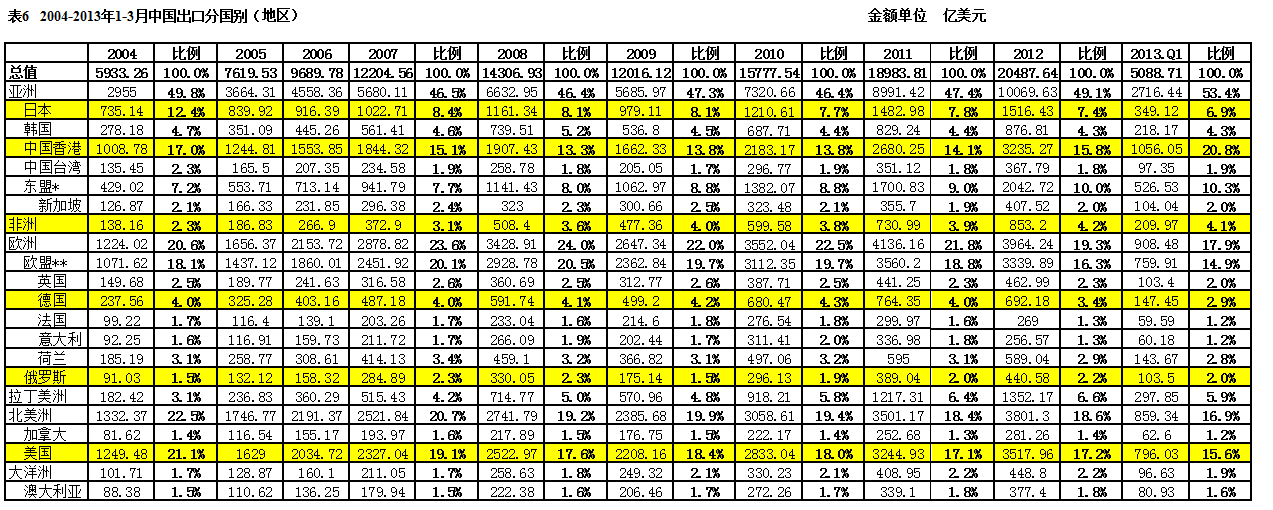 表6 2004-2013年1-3月中国出口分国别（地区） 金额单位 亿美元
2004 比例 2005 2006 2007 比例 2008 比例 2009 比例 2010 比例 2011 比例 2012 比例 2013.Q1 比例
总值 5933.26 100.0% 7619.53 9689.78 12204.56 100.0% 14306.93 100.0% 12016.12 100.0% 15777.54 100.0% 18983.81 100.0% 20487.64 100.0% 5088.71 100.0%
亚洲 2955 49.8% 3664.31 4558.36 5680.11 46.5% 6632.95 46.4% 5685.97 47.3% 7320.66 46.4% 8991.42 47.4% 10069.63 49.1% 2716.44 53.4%
日本 735.14 12.4% 839.92 916.39 1022.71 8.4% 1161.34 8.1% 979.11 8.1% 1210.61 7.7% 1482.98 7.8% 1516.43 7.4% 349.12 6.9%
韩国 278.18 4.7% 351.09 445.26 561.41 4.6% 739.51 5.2% 536.8 4.5% 687.71 4.4% 829.24 4.4% 876.81 4.3% 218.17 4.3%
中国香港 1008.78 17.0% 1244.81 1553.85 1844.32 15.1% 1907.43 13.3% 1662.33 13.8% 2183.17 13.8% 2680.25 14.1% 3235.27 15.8% 1056.05 20.8%
中国台湾 135.45 2.3% 165.5 207.35 234.58 1.9% 258.78 1.8% 205.05 1.7% 296.77 1.9% 351.12 1.8% 367.79 1.8% 97.35 1.9%
东盟* 429.02 7.2% 553.71 713.14 941.79 7.7% 1141.43 8.0% 1062.97 8.8% 1382.07 8.8% 1700.83 9.0% 2042.72 10.0% 526.53 10.3%
新加坡 126.87 2.1% 166.33 231.85 296.38 2.4% 323 2.3% 300.66 2.5% 323.48 2.1% 355.7 1.9% 407.52 2.0% 104.04 2.0%
非洲 138.16 2.3% 186.83 266.9 372.9 3.1% 508.4 3.6% 477.36 4.0% 599.58 3.8% 730.99 3.9% 853.2 4.2% 209.97 4.1%
欧洲 1224.02 20.6% 1656.37 2153.72 2878.82 23.6% 3428.91 24.0% 2647.34 22.0% 3552.04 22.5% 4136.16 21.8% 3964.24 19.3% 908.48 17.9%
欧盟** 1071.62 18.1% 1437.12 1860.01 2451.92 20.1% 2928.78 20.5% 2362.84 19.7% 3112.35 19.7% 3560.2 18.8% 3339.89 16.3% 759.91 14.9%
英国 149.68 2.5% 189.77 241.63 316.58 2.6% 360.69 2.5% 312.77 2.6% 387.71 2.5% 441.25 2.3% 462.99 2.3% 103.4 2.0%
德国 237.56 4.0% 325.28 403.16 487.18 4.0% 591.74 4.1% 499.2 4.2% 680.47 4.3% 764.35 4.0% 692.18 3.4% 147.45 2.9%
法国 99.22 1.7% 116.4 139.1 203.26 1.7% 233.04 1.6% 214.6 1.8% 276.54 1.8% 299.97 1.6% 269 1.3% 59.59 1.2%
意大利 92.25 1.6% 116.91 159.73 211.72 1.7% 266.09 1.9% 202.44 1.7% 311.41 2.0% 336.98 1.8% 256.57 1.3% 60.18 1.2%
荷兰 185.19 3.1% 258.77 308.61 414.13 3.4% 459.1 3.2% 366.82 3.1% 497.06 3.2% 595 3.1% 589.04 2.9% 143.67 2.8%
俄罗斯 91.03 1.5% 132.12 158.32 284.89 2.3% 330.05 2.3% 175.14 1.5% 296.13 1.9% 389.04 2.0% 440.58 2.2% 103.5 2.0%
拉丁美洲 182.42 3.1% 236.83 360.29 515.43 4.2% 714.77 5.0% 570.96 4.8% 918.21 5.8% 1217.31 6.4% 1352.17 6.6% 297.85 5.9%
北美洲 1332.37 22.5% 1746.77 2191.37 2521.84 20.7% 2741.79 19.2% 2385.68 19.9% 3058.61 19.4% 3501.17 18.4% 3801.3 18.6% 859.34 16.9%
加拿大 81.62 1.4% 116.54 155.17 193.97 1.6% 217.89 1.5% 176.75 1.5% 222.17 1.4% 252.68 1.3% 281.26 1.4% 62.6 1.2%
美国 1249.48 21.1% 1629 2034.72 2327.04 19.1% 2522.97 17.6% 2208.16 18.4% 2833.04 18.0% 3244.93 17.1% 3517.96 17.2% 796.03 15.6%
大洋洲 101.71 1.7% 128.87 160.1 211.05 1.7% 258.63 1.8% 249.32 2.1% 330.23 2.1% 408.95 2.2% 448.8 2.2% 96.63 1.9%
澳大利亚 88.38 1.5% 110.62 136.25 179.94 1.5% 222.38 1.6% 206.46 1.7% 272.26 1.7% 339.1 1.8% 377.4 1.8% 80.93 1.6%